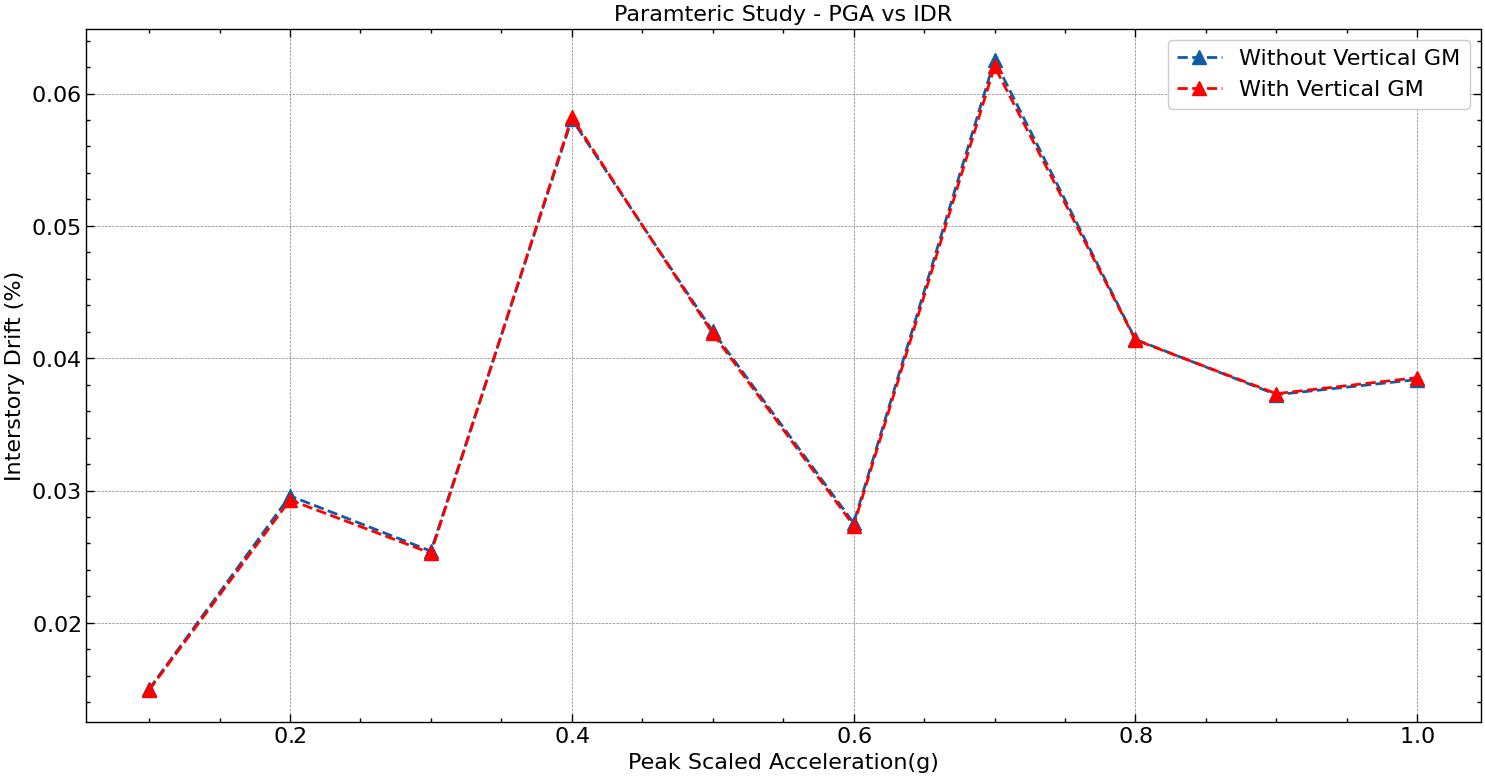 Paramteric Study - PGA vs IDR
Without Vertical GM
With Vertical GM
0.06
0.05
0.04
0.03
0.02
Interstory Drift (%)
0.2 0.4 0.6 0.8 1.0
Peak Scaled Acceleration(g)